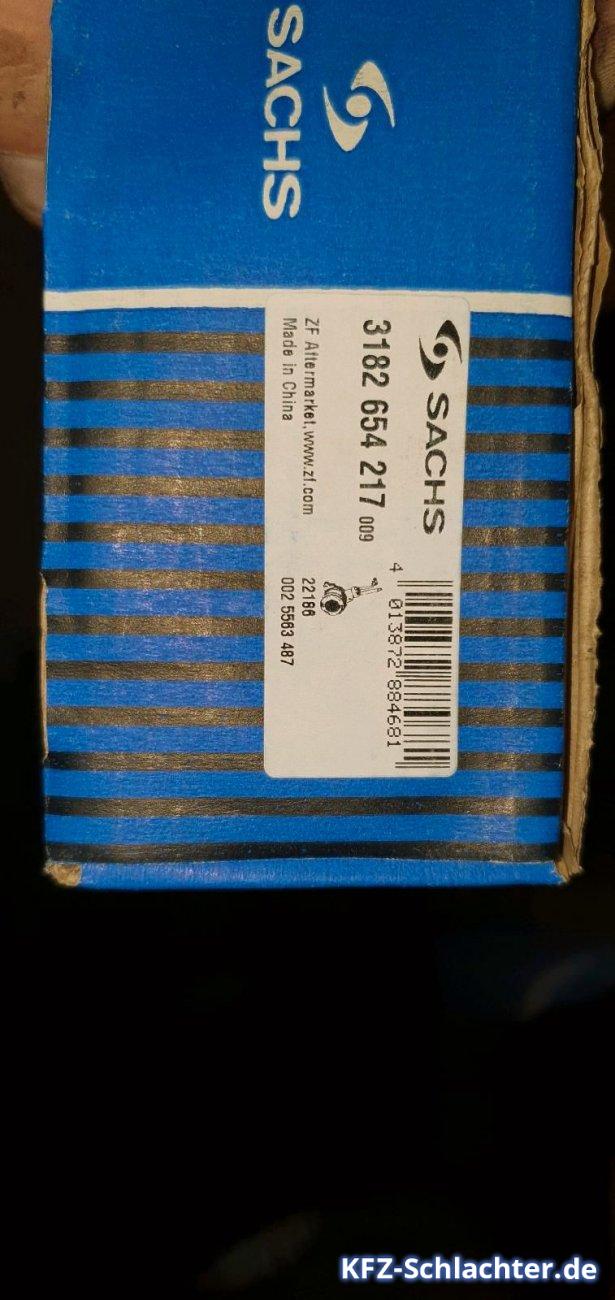 SACHS
SACHS
3182 654 217 009
4 013872 884681
ZF Aftermarket, www.zf.com
Made in China
22186
002 5563 487
KFZ-Schlachter.de